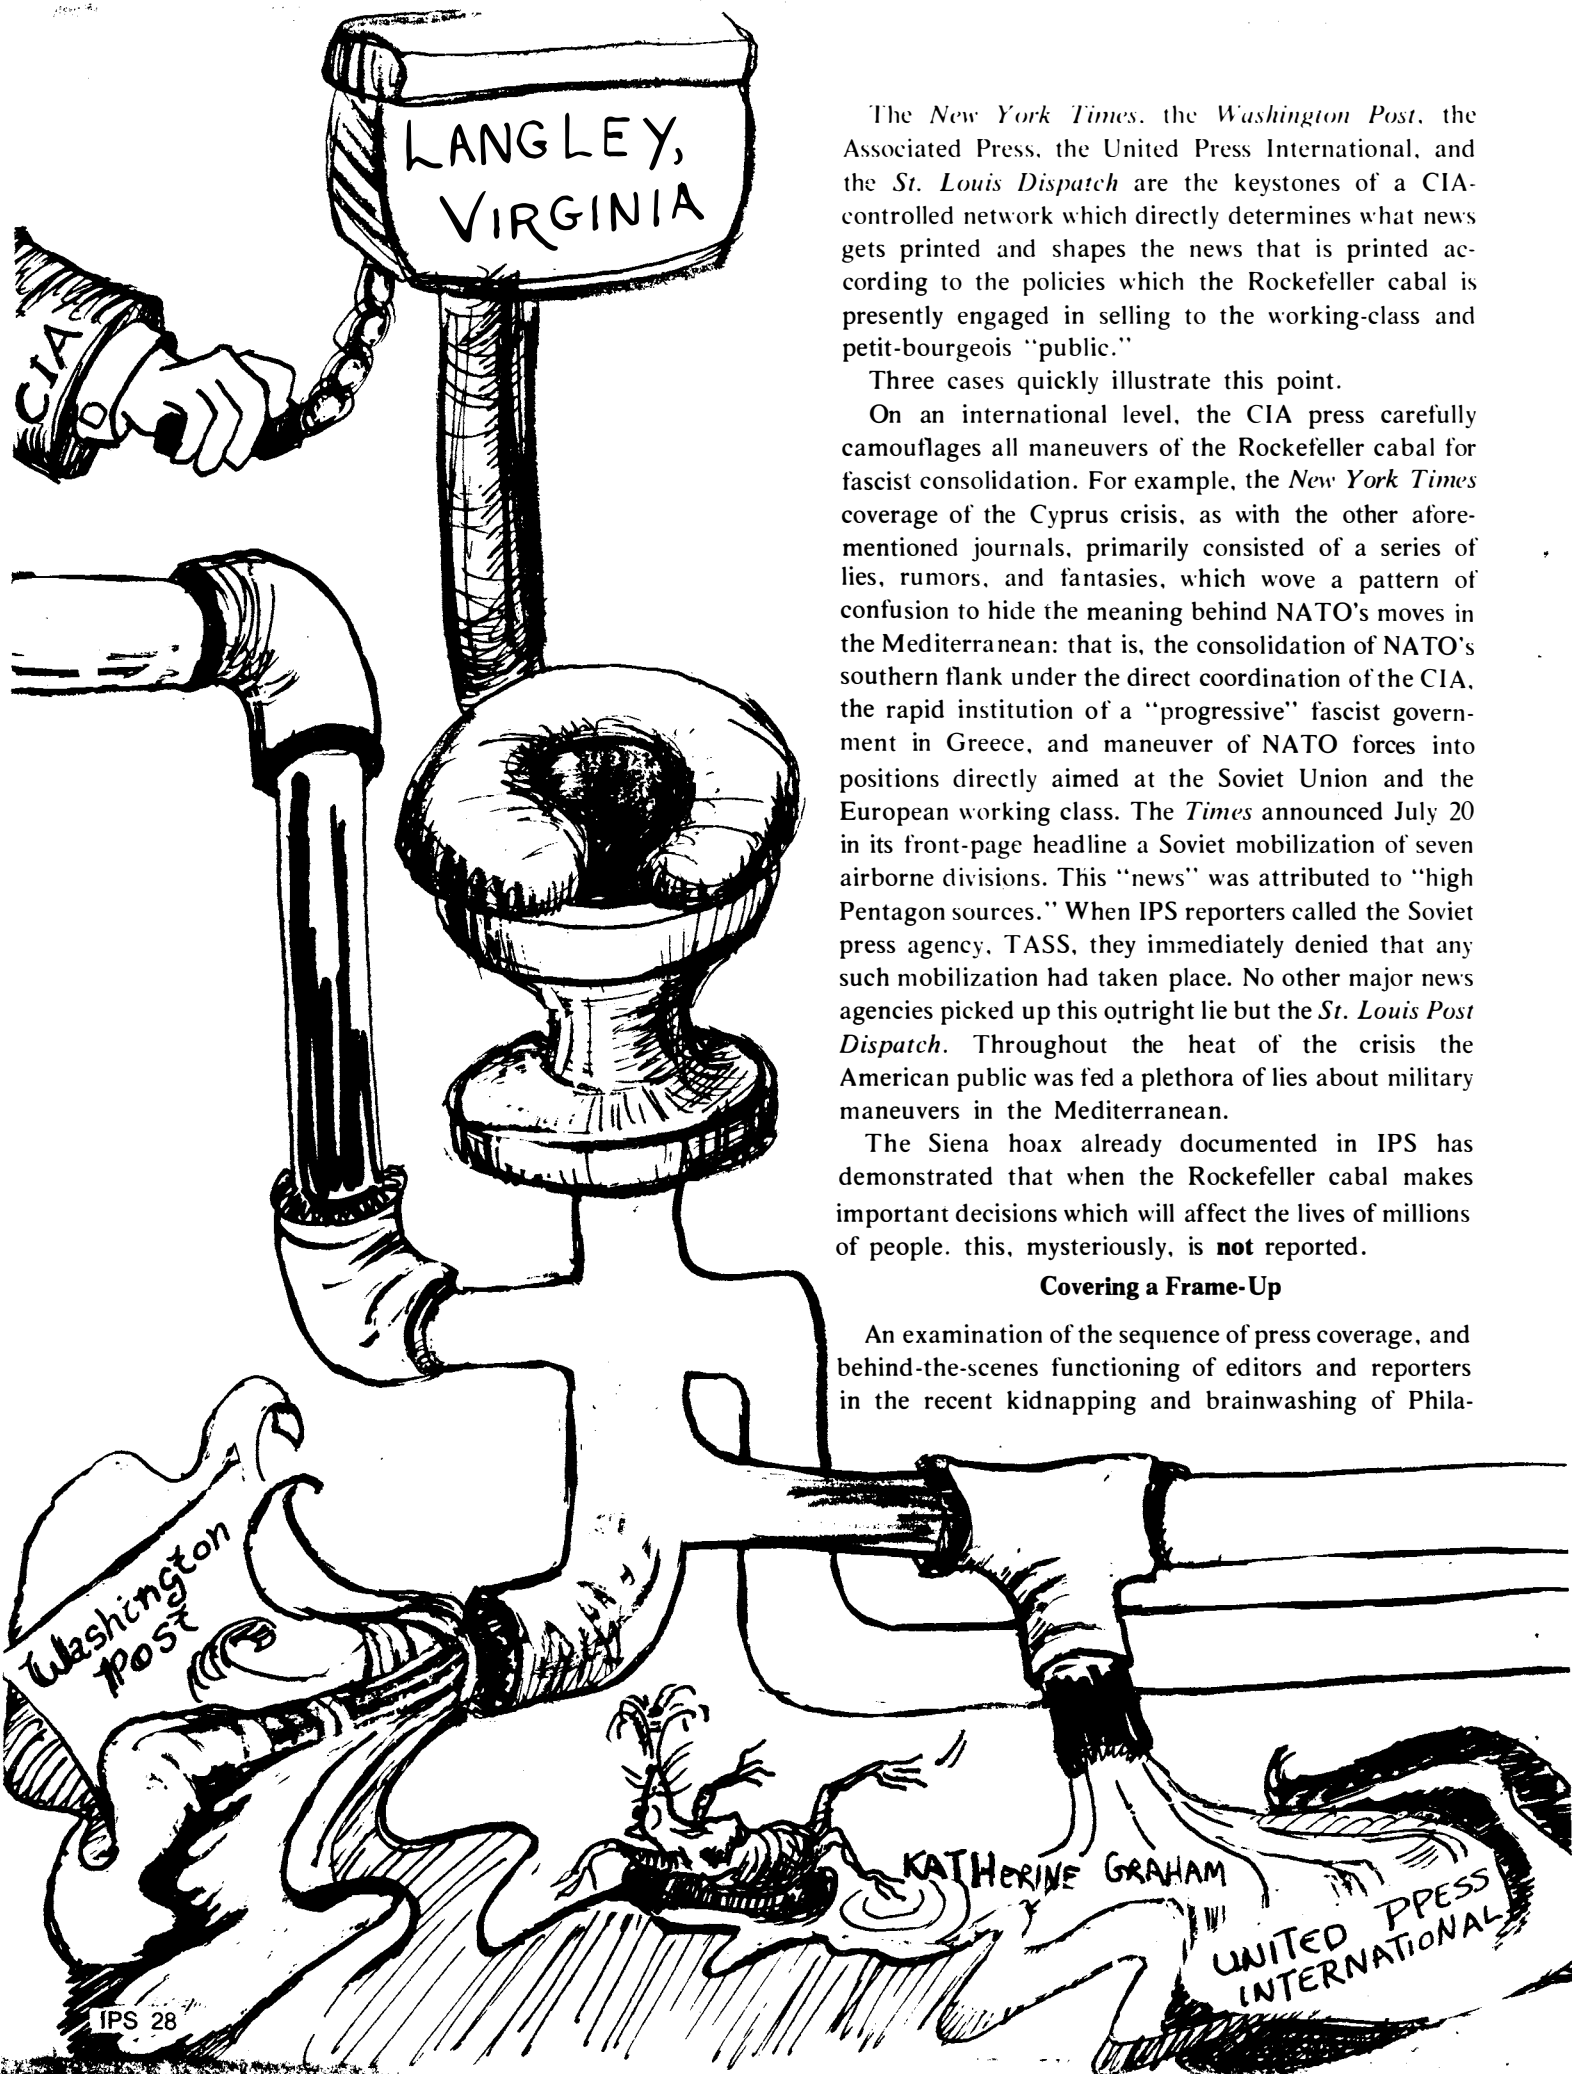 LANGLEY,
VIRGINIA
CIA
The New York Times. the Washington Post, the
Associated Press, the United Press International, and
the St. Louis Dispatch are the keystones of a CIA-
controlled network which directly determines what news
gets printed and shapes the news that is printed ac-
cording to the policies which the Rockefeller cabal is
presently engaged in selling to the working-class and
petit-bourgeois "public."
Three cases quickly illustrate this point.
On an international level, the CIA press carefully
camouflages all maneuvers of the Rockefeller cabal for
fascist consolidation. For example, the New York Times
coverage of the Cyprus crisis, as with the other afore-
mentioned journals, primarily consisted of a series of
lies, rumors, and fantasies, which wove a pattern of
confusion to hide the meaning behind NATO's moves in
the Mediterranean: that is, the consolidation of NATO's
southern flank under the direct coordination of the CIA,
the rapid institution of a "progressive" fascist govern-
ment in Greece, and maneuver of NATO forces into
positions directly aimed at the Soviet Union and the
European working class. The Times announced July 20
in its front-page headline a Soviet mobilization of seven
airborne divisions. This "news" was attributed to "high
Pentagon sources." When IPS reporters called the Soviet
press agency, TASS, they immediately denied that any
such mobilization had taken place. No other major news
agencies picked up this outright lie but the St. Louis Post
Dispatch. Throughout the heat of the crisis the
American public was fed a plethora of lies about military
maneuvers in the Mediterranean.
The Siena hoax already documented in IPS has
demonstrated that when the Rockefeller cabal makes
important decisions which will affect the lives of millions
of people. this, mysteriously, is not reported.
Covering a Frame-Up
An examination of the sequence of press coverage, and
behind-the-scenes functioning of editors and reporters
in the recent kidnapping and brainwashing of Phila-
Washington
Post
KATHERINE GRAHAM
UNITED PPESS
INTERNATIONAL
IPS 28